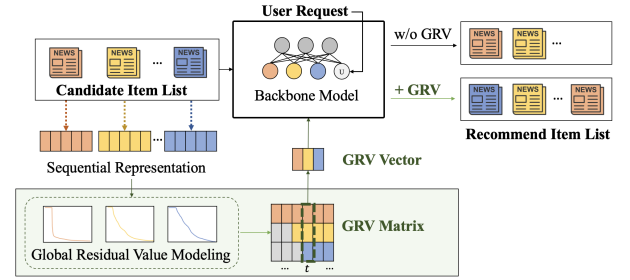 User Request
w/o GRV
NEWS
NEWS
...
NEWS
NEWS
NEWS
...
U
Candidate Item List
Backbone Model
+ GRV
NEWS
NEWS
...
NEWS
...
Recommend Item List
Sequential Representation
GRV Vector
GRV Matrix
Global Residual Value Modeling
... t ...